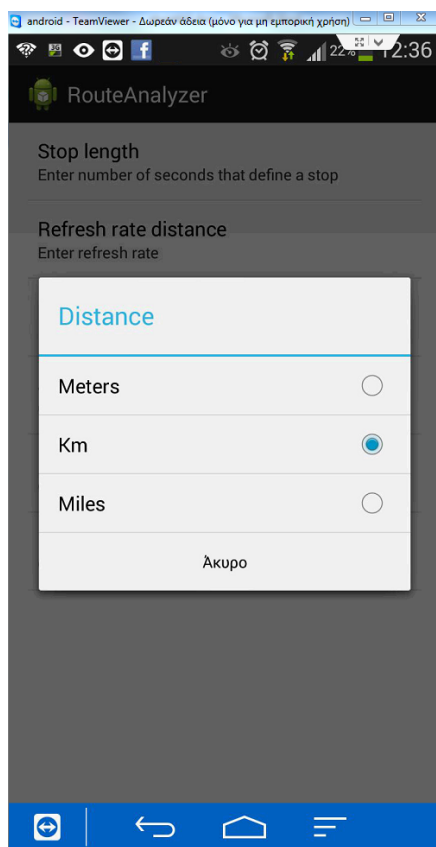 android - TeamViewer - Δωρεάν άδεια (μόνο για μη εμπορική χρήση)
22% 12:36
RouteAnalyzer
Stop length
Enter number of seconds that define a stop
Refresh rate distance
Enter refresh rate
Distance
Meters
Km
Miles
Άκυρο